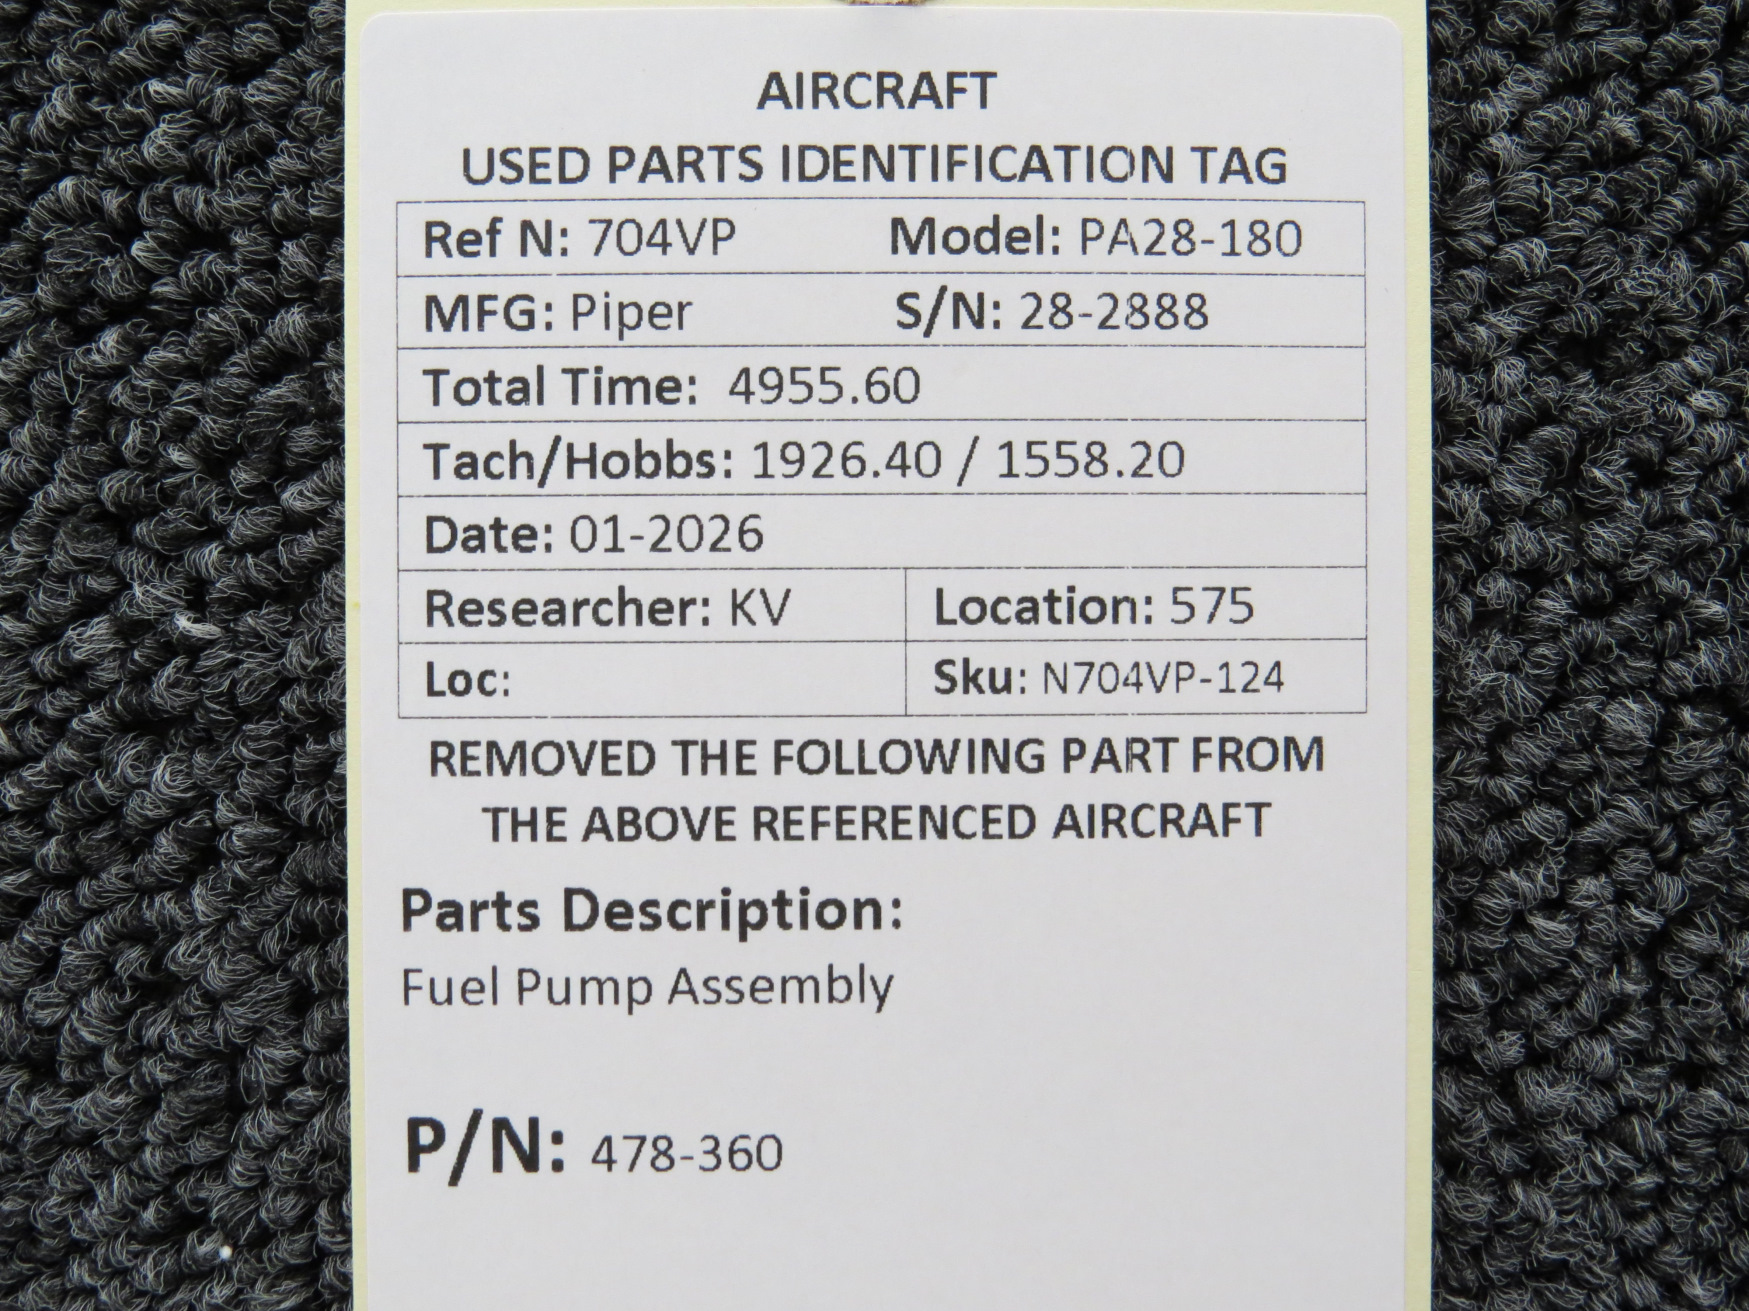 AIRCRAFT
USED PARTS IDENTIFICATION TAG
Ref N: 704VP Model: PA28-180
MFG: Piper S/N: 28-2888
Total Time: 4955.60
Tach/Hobbs: 1926.40 / 1558.20
Date: 01-2026
Researcher: KV Location: 575
Loc: Sku: N704VP-124
REMOVED THE FOLLOWING PART FROM
THE ABOVE REFERENCED AIRCRAFT
Parts Description:
Fuel Pump Assembly
P/N: 478-360